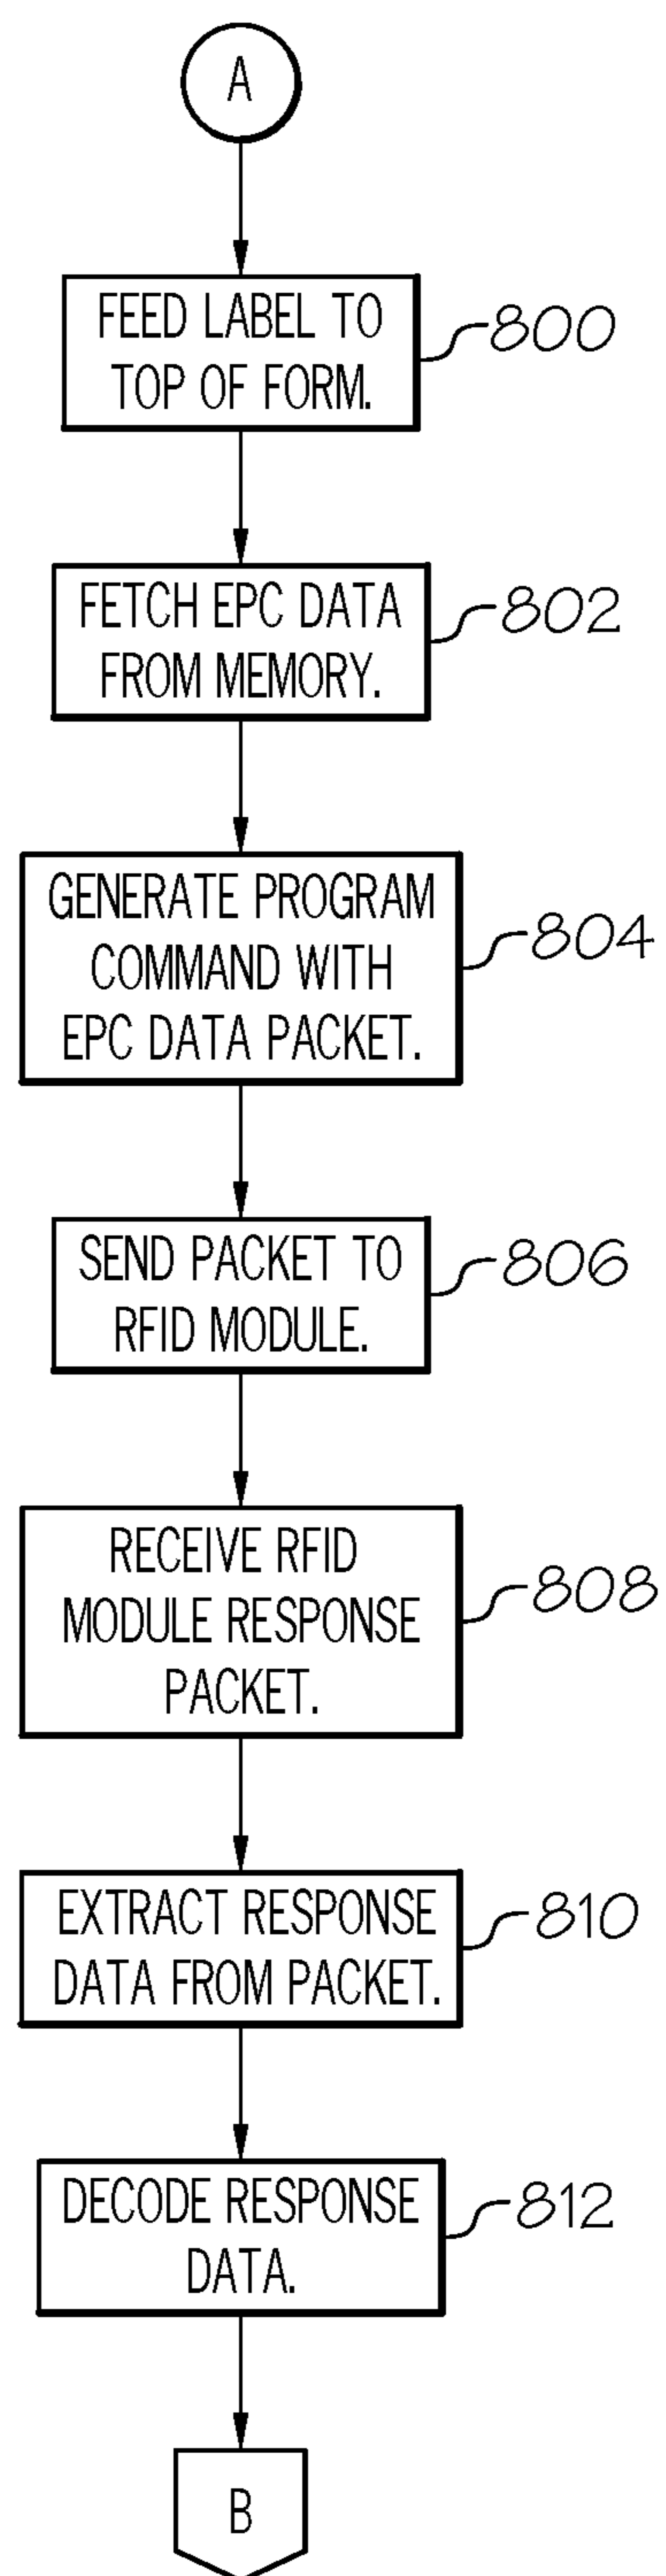 A
FEED LABEL TO
TOP OF FORM.
800
FETCH EPC DATA
FROM MEMORY.
802
GENERATE PROGRAM
COMMAND WITH
EPC DATA PACKET.
804
SEND PACKET TO
RFID MODULE.
806
RECEIVE RFID
MODULE RESPONSE
PACKET.
808
EXTRACT RESPONSE
DATA FROM PACKET.
810
DECODE RESPONSE
DATA.
812
B